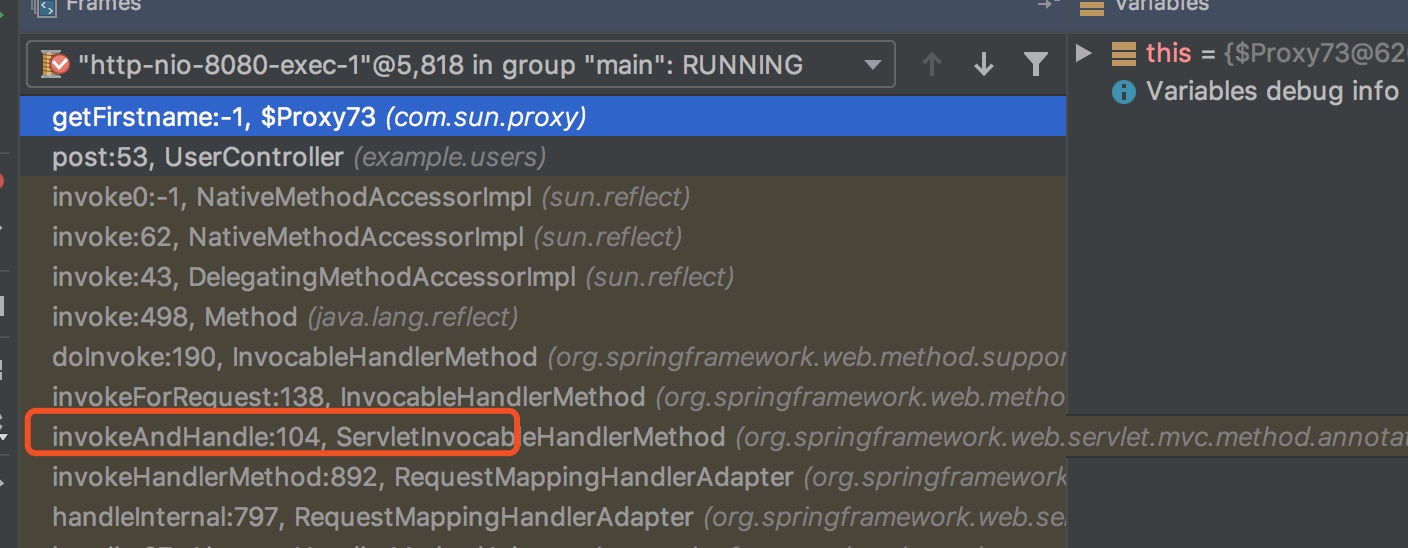 Frames
Variables
"http-nio-8080-exec-1"@5,818 in group "main": RUNNING
this = {$Proxy73@620
Variables debug info
getFirstname:-1, $Proxy73 (com.sun.proxy)
post:53, UserController (example.users)
invoke0:-1, NativeMethodAccessorImpl (sun.reflect)
invoke:62, NativeMethodAccessorImpl (sun.reflect)
invoke:43, DelegatingMethodAccessorImpl (sun.reflect)
invoke:498, Method (java.lang.reflect)
doInvoke:190, InvocableHandlerMethod (org.springframework.web.method.suppor
invokeForRequest:138, InvocableHandlerMethod (org.springframework.web.metho
invokeAndHandle:104, ServletInvocableHandlerMethod (org.springframework.web.servlet.mvc.method.annotat
invokeHandlerMethod:892, RequestMappingHandlerAdapter (org.springframework
handleInternal:797, RequestMappingHandlerAdapter (org.springframework.web.se